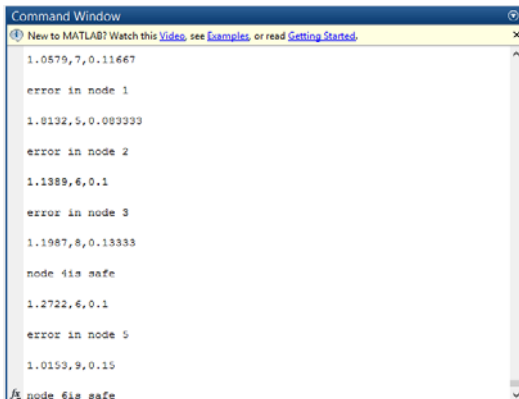 Command Window
New to MATLAB? Watch this Video, see Examples, or read Getting Started.
1.0579,7,0.11667
error in node 1
1.8132,5,0.083333
error in node 2
1.1389,6,0.1
error in node 3
1.1987,8,0.13333
node 4is safe
1.2722,6,0.1
error in node 5
1.0153,9,0.15
fx node 6is safe